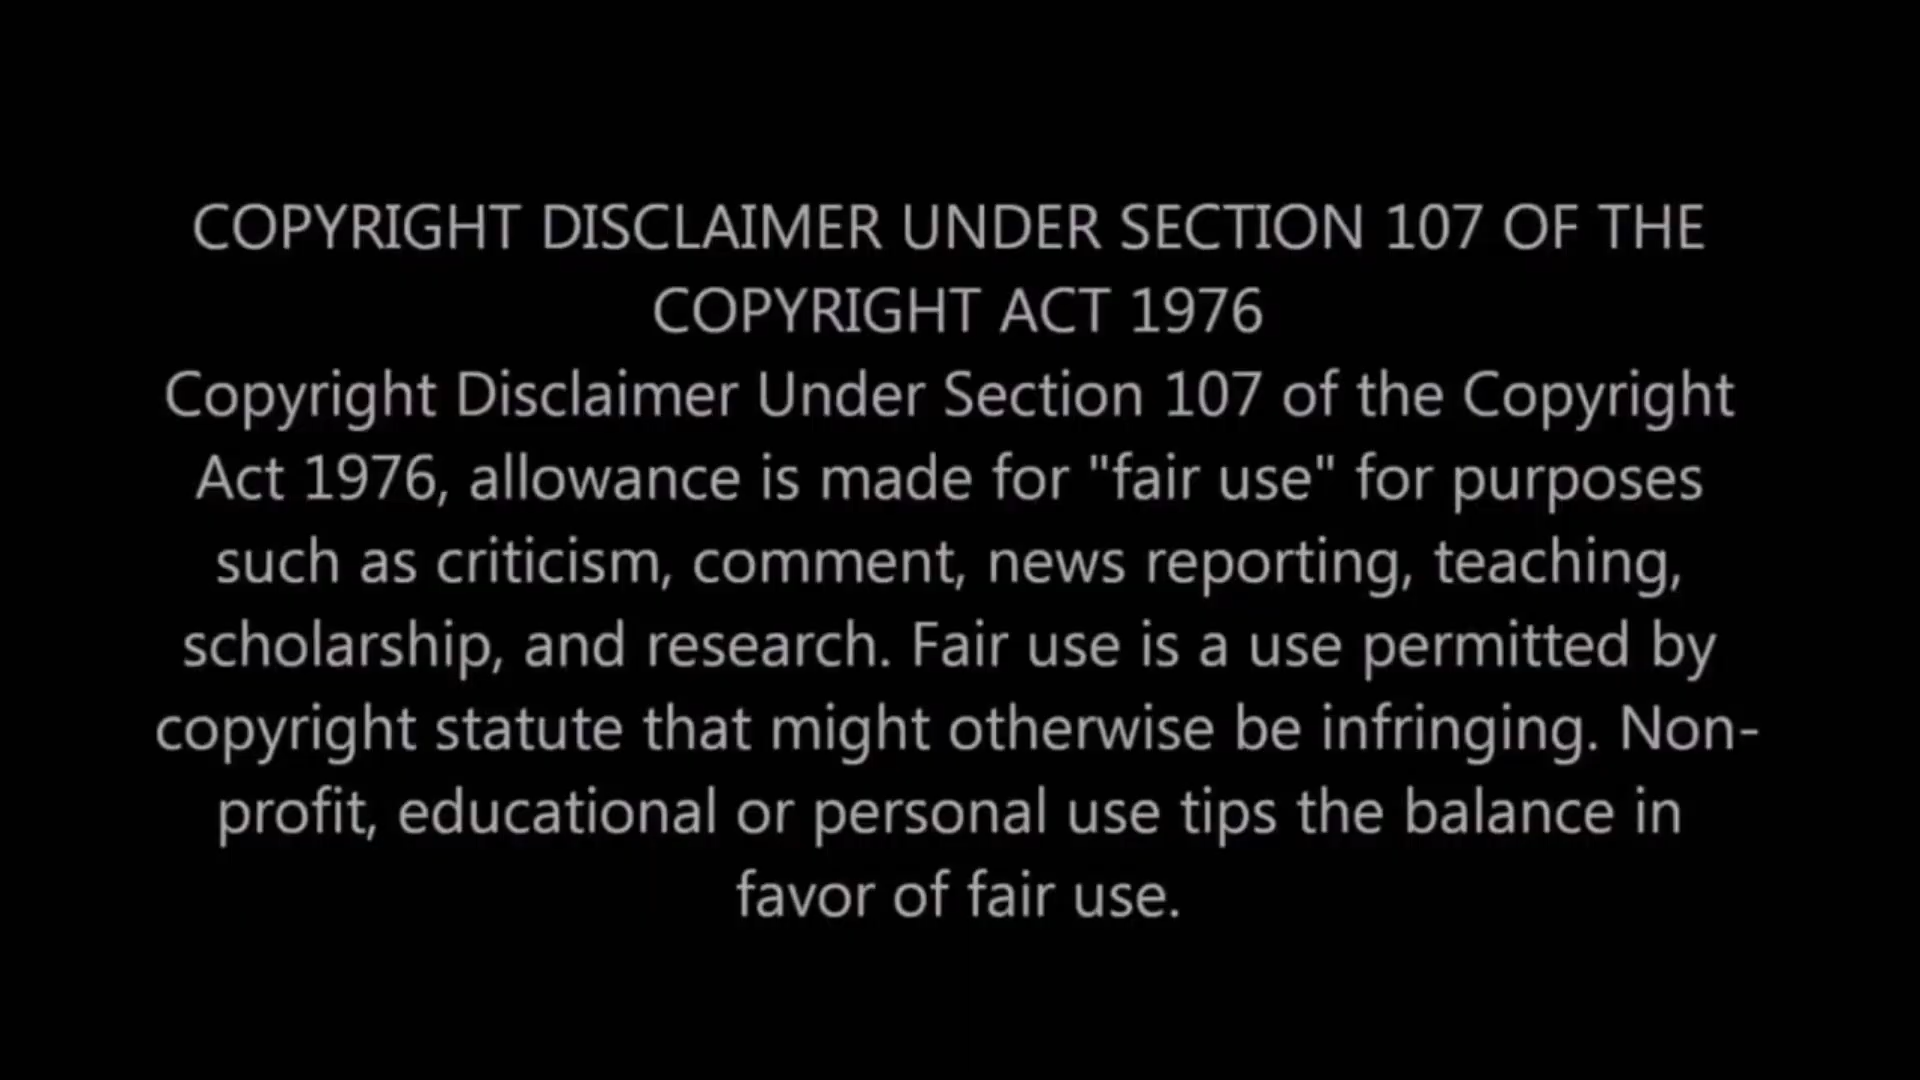 COPYRIGHT DISCLAIMER UNDER SECTION 107 OF THE
COPYRIGHT ACT 1976
Copyright Disclaimer Under Section 107 of the Copyright
Act 1976, allowance is made for "fair use" for purposes
such as criticism, comment, news reporting, teaching,
scholarship, and research. Fair use is a use permitted by
copyright statute that might otherwise be infringing. Non-
profit, educational or personal use tips the balance in
favor of fair use.